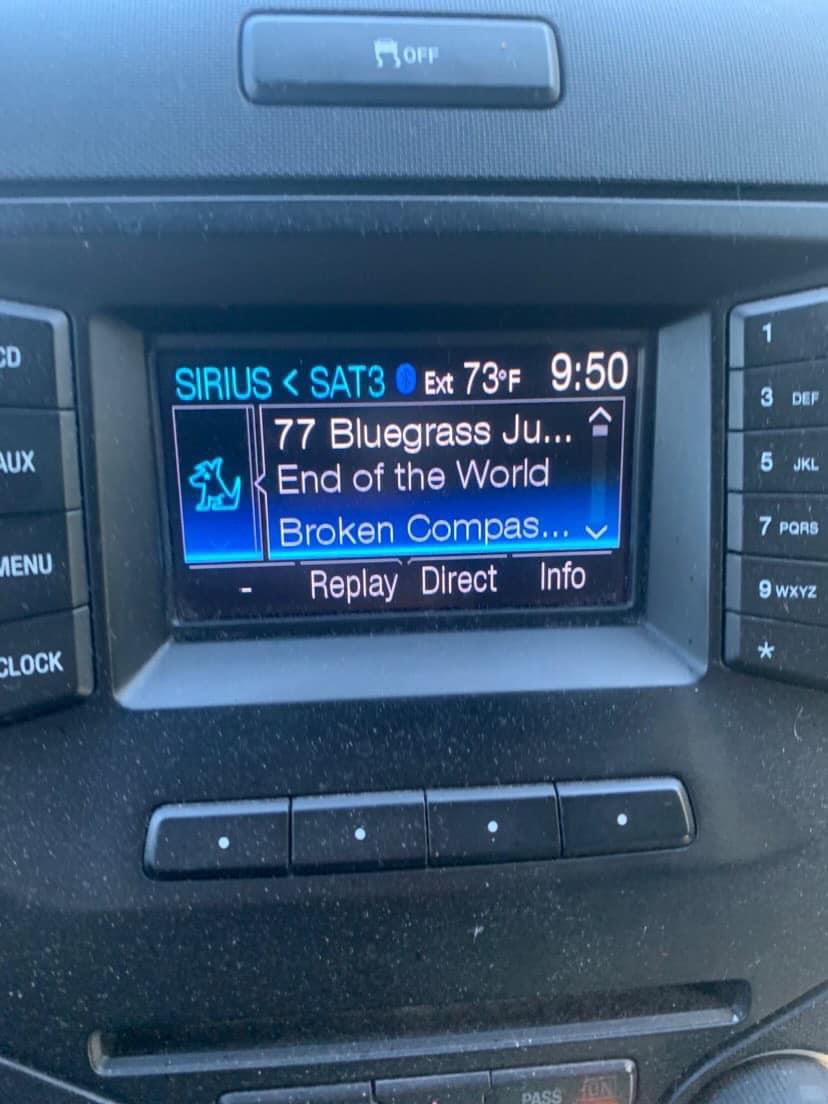 OFF
SIRIUS < SAT3 Ext 73°F 9:50
77 Bluegrass Ju...
End of the World
Broken Compas...
- Replay Direct Info
CD
AUX
MENU
CLOCK
1
3 DEF
5 JKL
7 PQRS
9 WXYZ
*
PASS